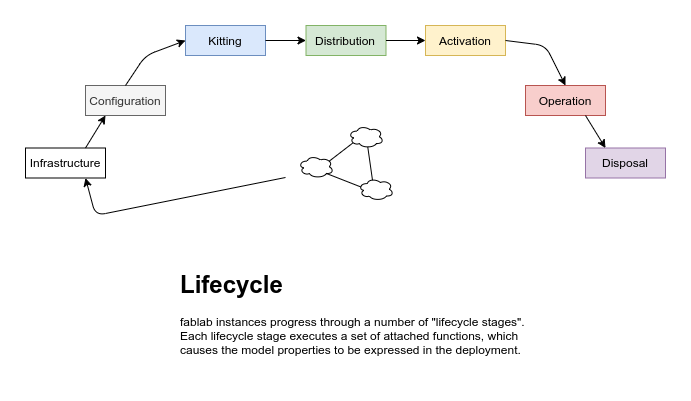 Kitting
Distribution
Activation
Configuration
Operation
Infrastructure
Disposal
Lifecycle
fablab instances progress through a number of "lifecycle stages".
Each lifecycle stage executes a set of attached functions, which
causes the model properties to be expressed in the deployment.